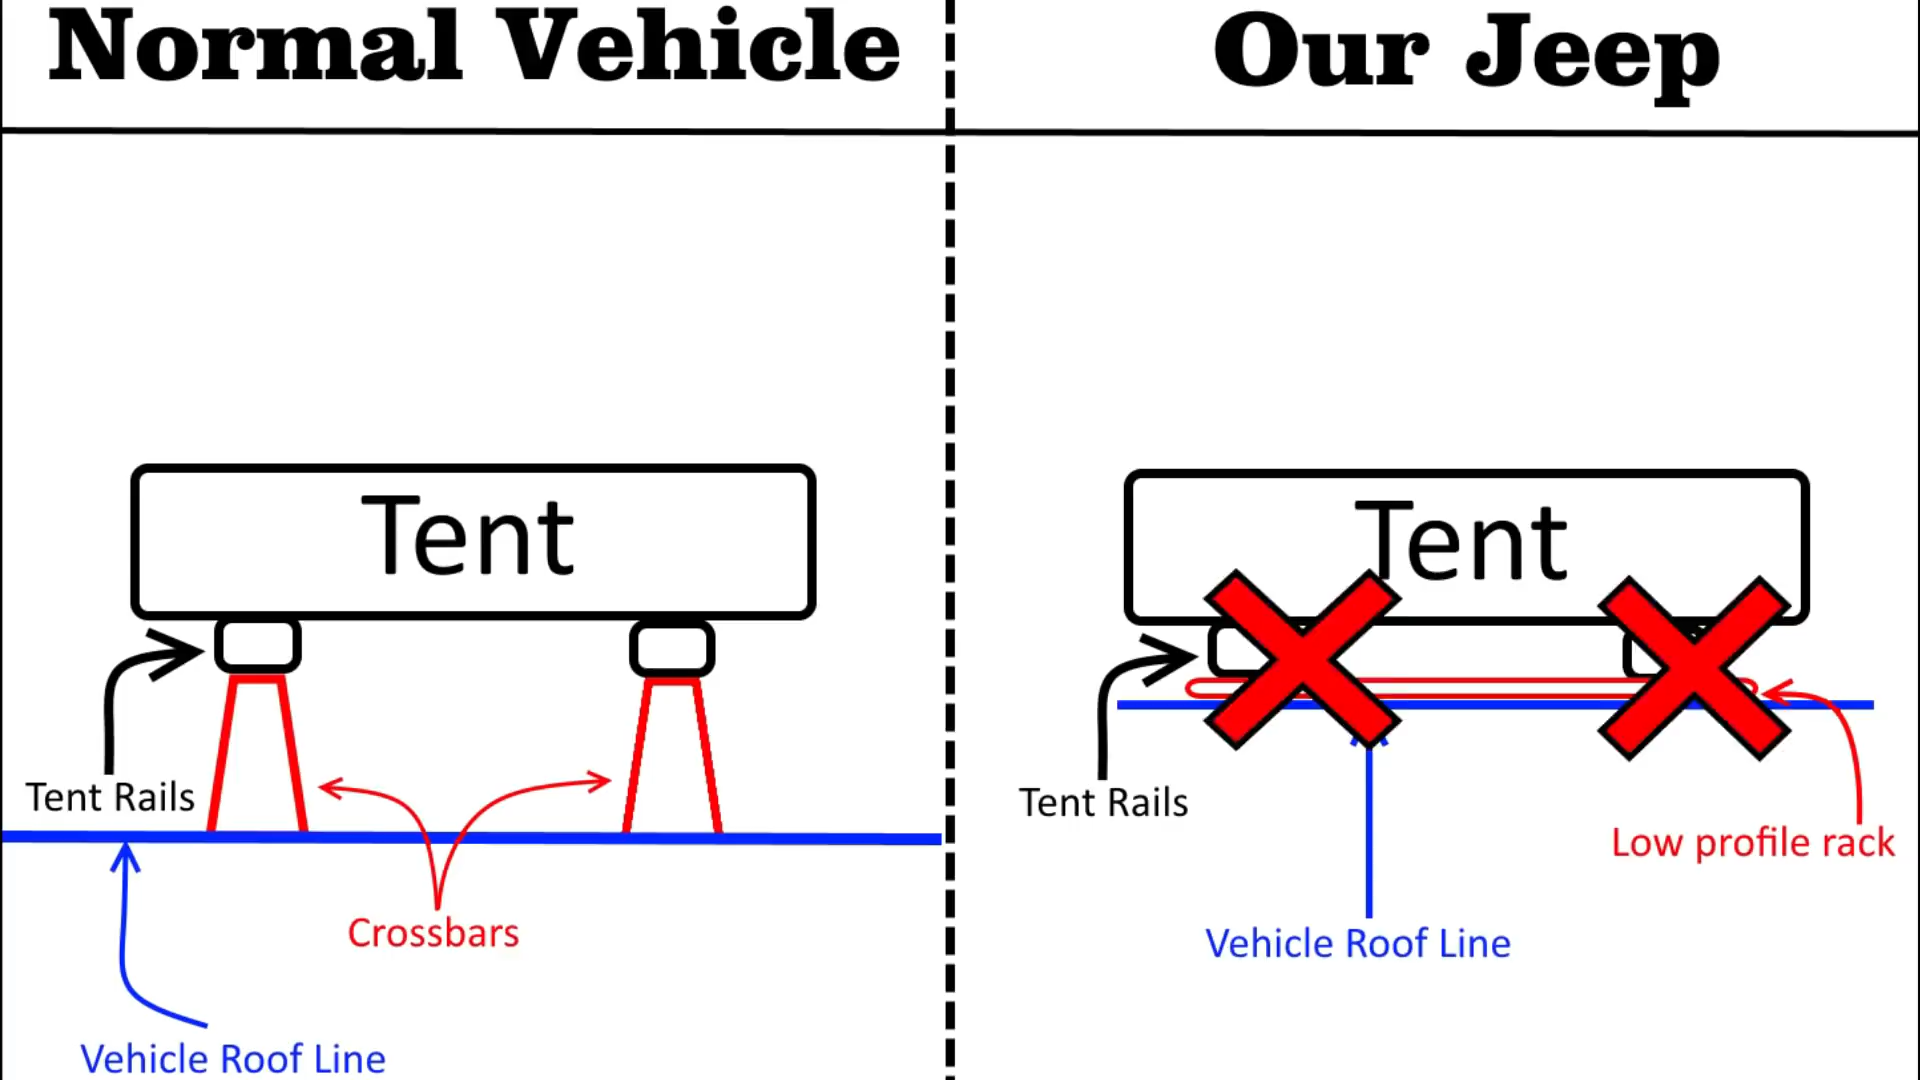 Normal Vehicle
Tent
Tent Rails
Crossbars
Vehicle Roof Line
Our Jeep
Tent
Tent Rails
Low profile rack
Vehicle Roof Line